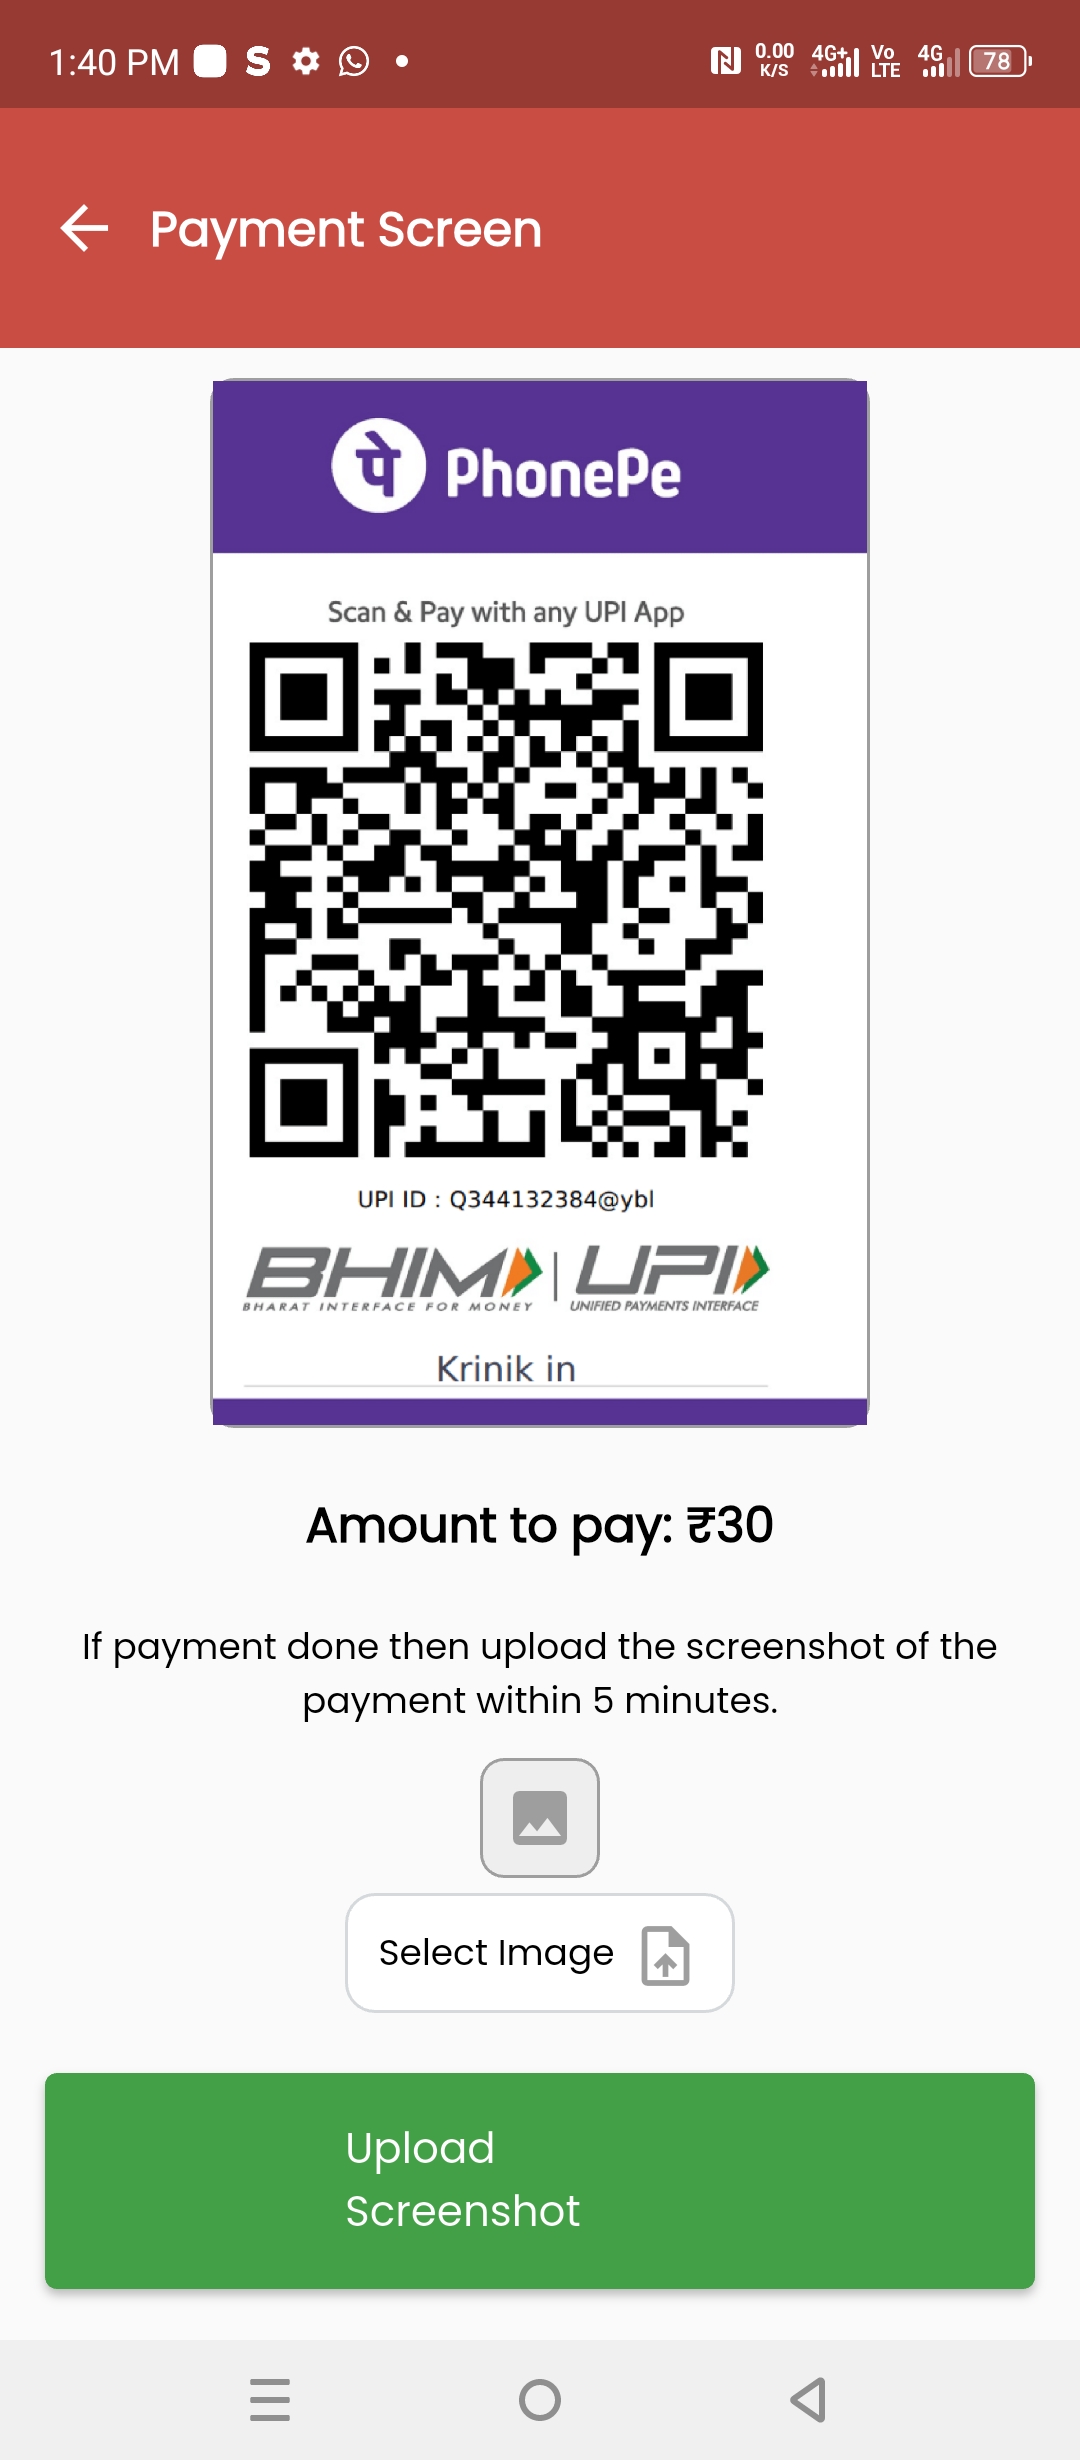 1:40 PM S 0.00 K/S 4G+ Vo LTE 4G 78
Payment Screen
पे PhonePe
Scan & Pay with any UPI App
UPI ID : Q344132384@ybl
BHIM | UPI
BHARAT INTERFACE FOR MONEY UNIFIED PAYMENTS INTERFACE
Krinik in
Amount to pay: ₹30
If payment done then upload the screenshot of the
payment within 5 minutes.
Select Image
Upload
Screenshot